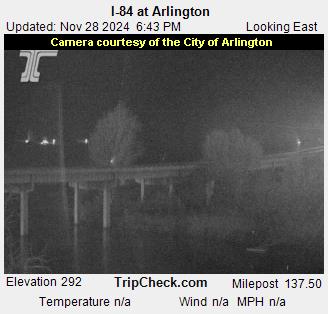 I-84 at Arlington
Updated: Nov 28 2024 6:43 PM Looking East
Camera courtesy of the City of Arlington
Elevation 292 TripCheck.com Milepost 137.50
Temperature n/a Wind n/a MPH n/a